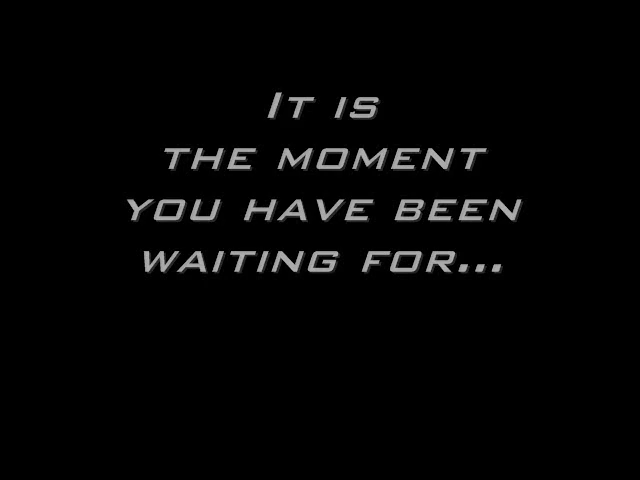 It is
the moment
you have been
waiting for...